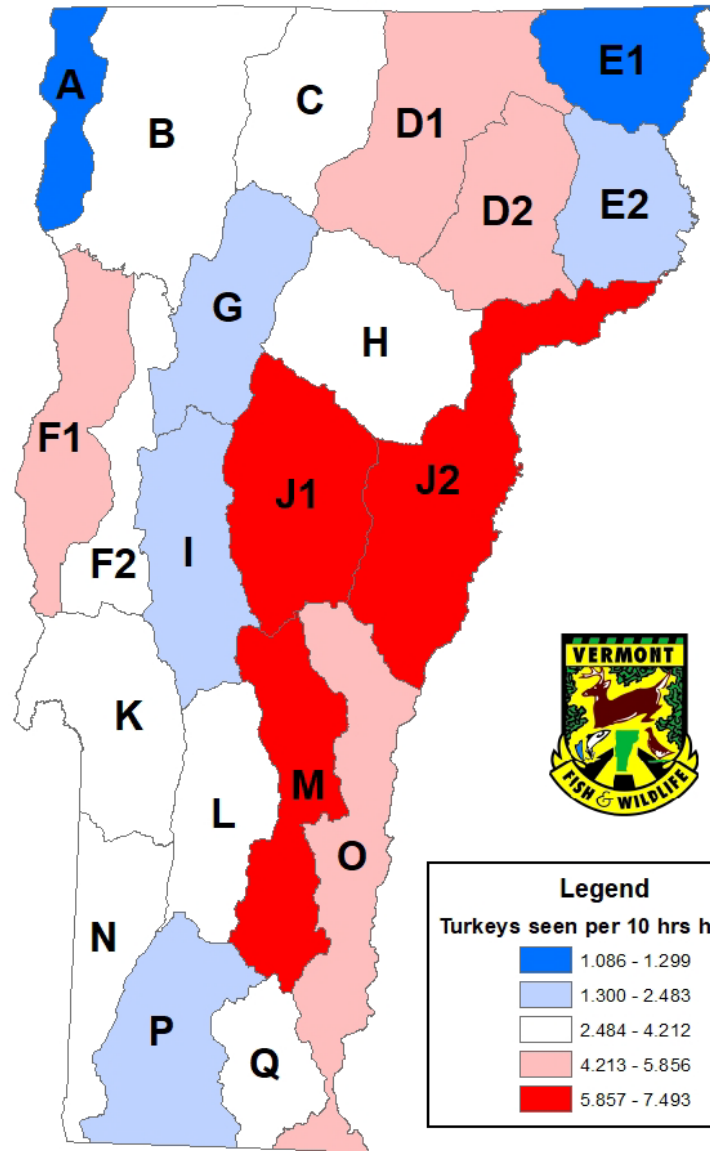 A
B
C
D1
E1
D2
E2
G
H
F1
J1
J2
I
F2
K
L
M
O
N
P
Q
VERMONT
FISH & WILDLIFE
Legend
Turkeys seen per 10 hrs h
1.086 - 1.299
1.300 - 2.483
2.484 - 4.212
4.213 - 5.856
5.857 - 7.493